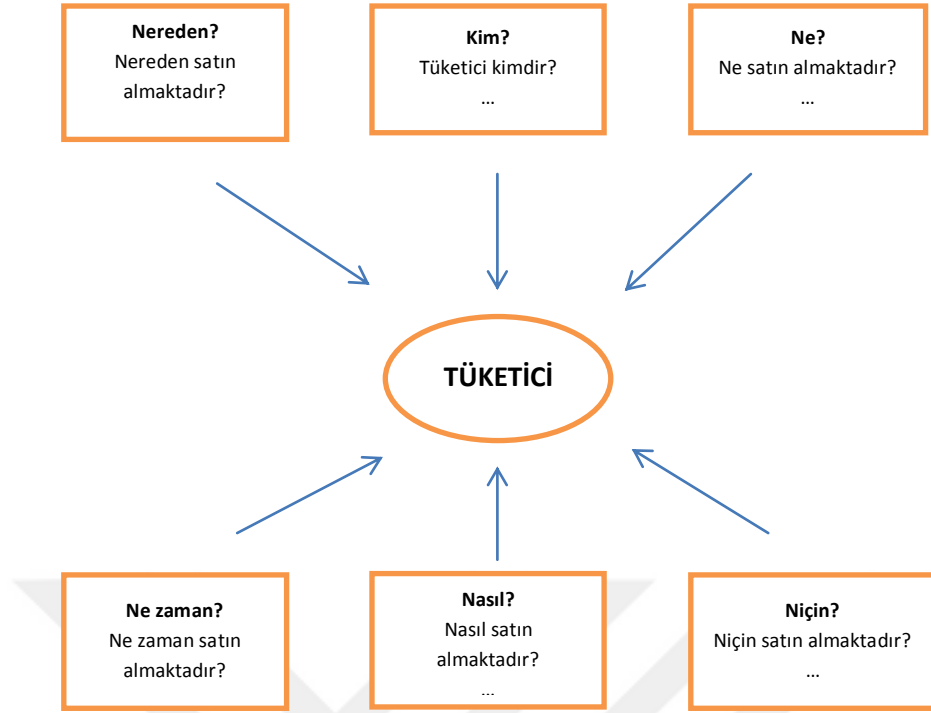 Nereden?
Nereden satın
almaktadır?
Kim?
Tüketici kimdir?
...
Ne?
Ne satın almaktadır?
...
TÜKETİCİ
Ne zaman?
Ne zaman satın
almaktadır?
Nasıl?
Nasıl satın
almaktadır?
...
Niçin?
Niçin satın almaktadır?
...